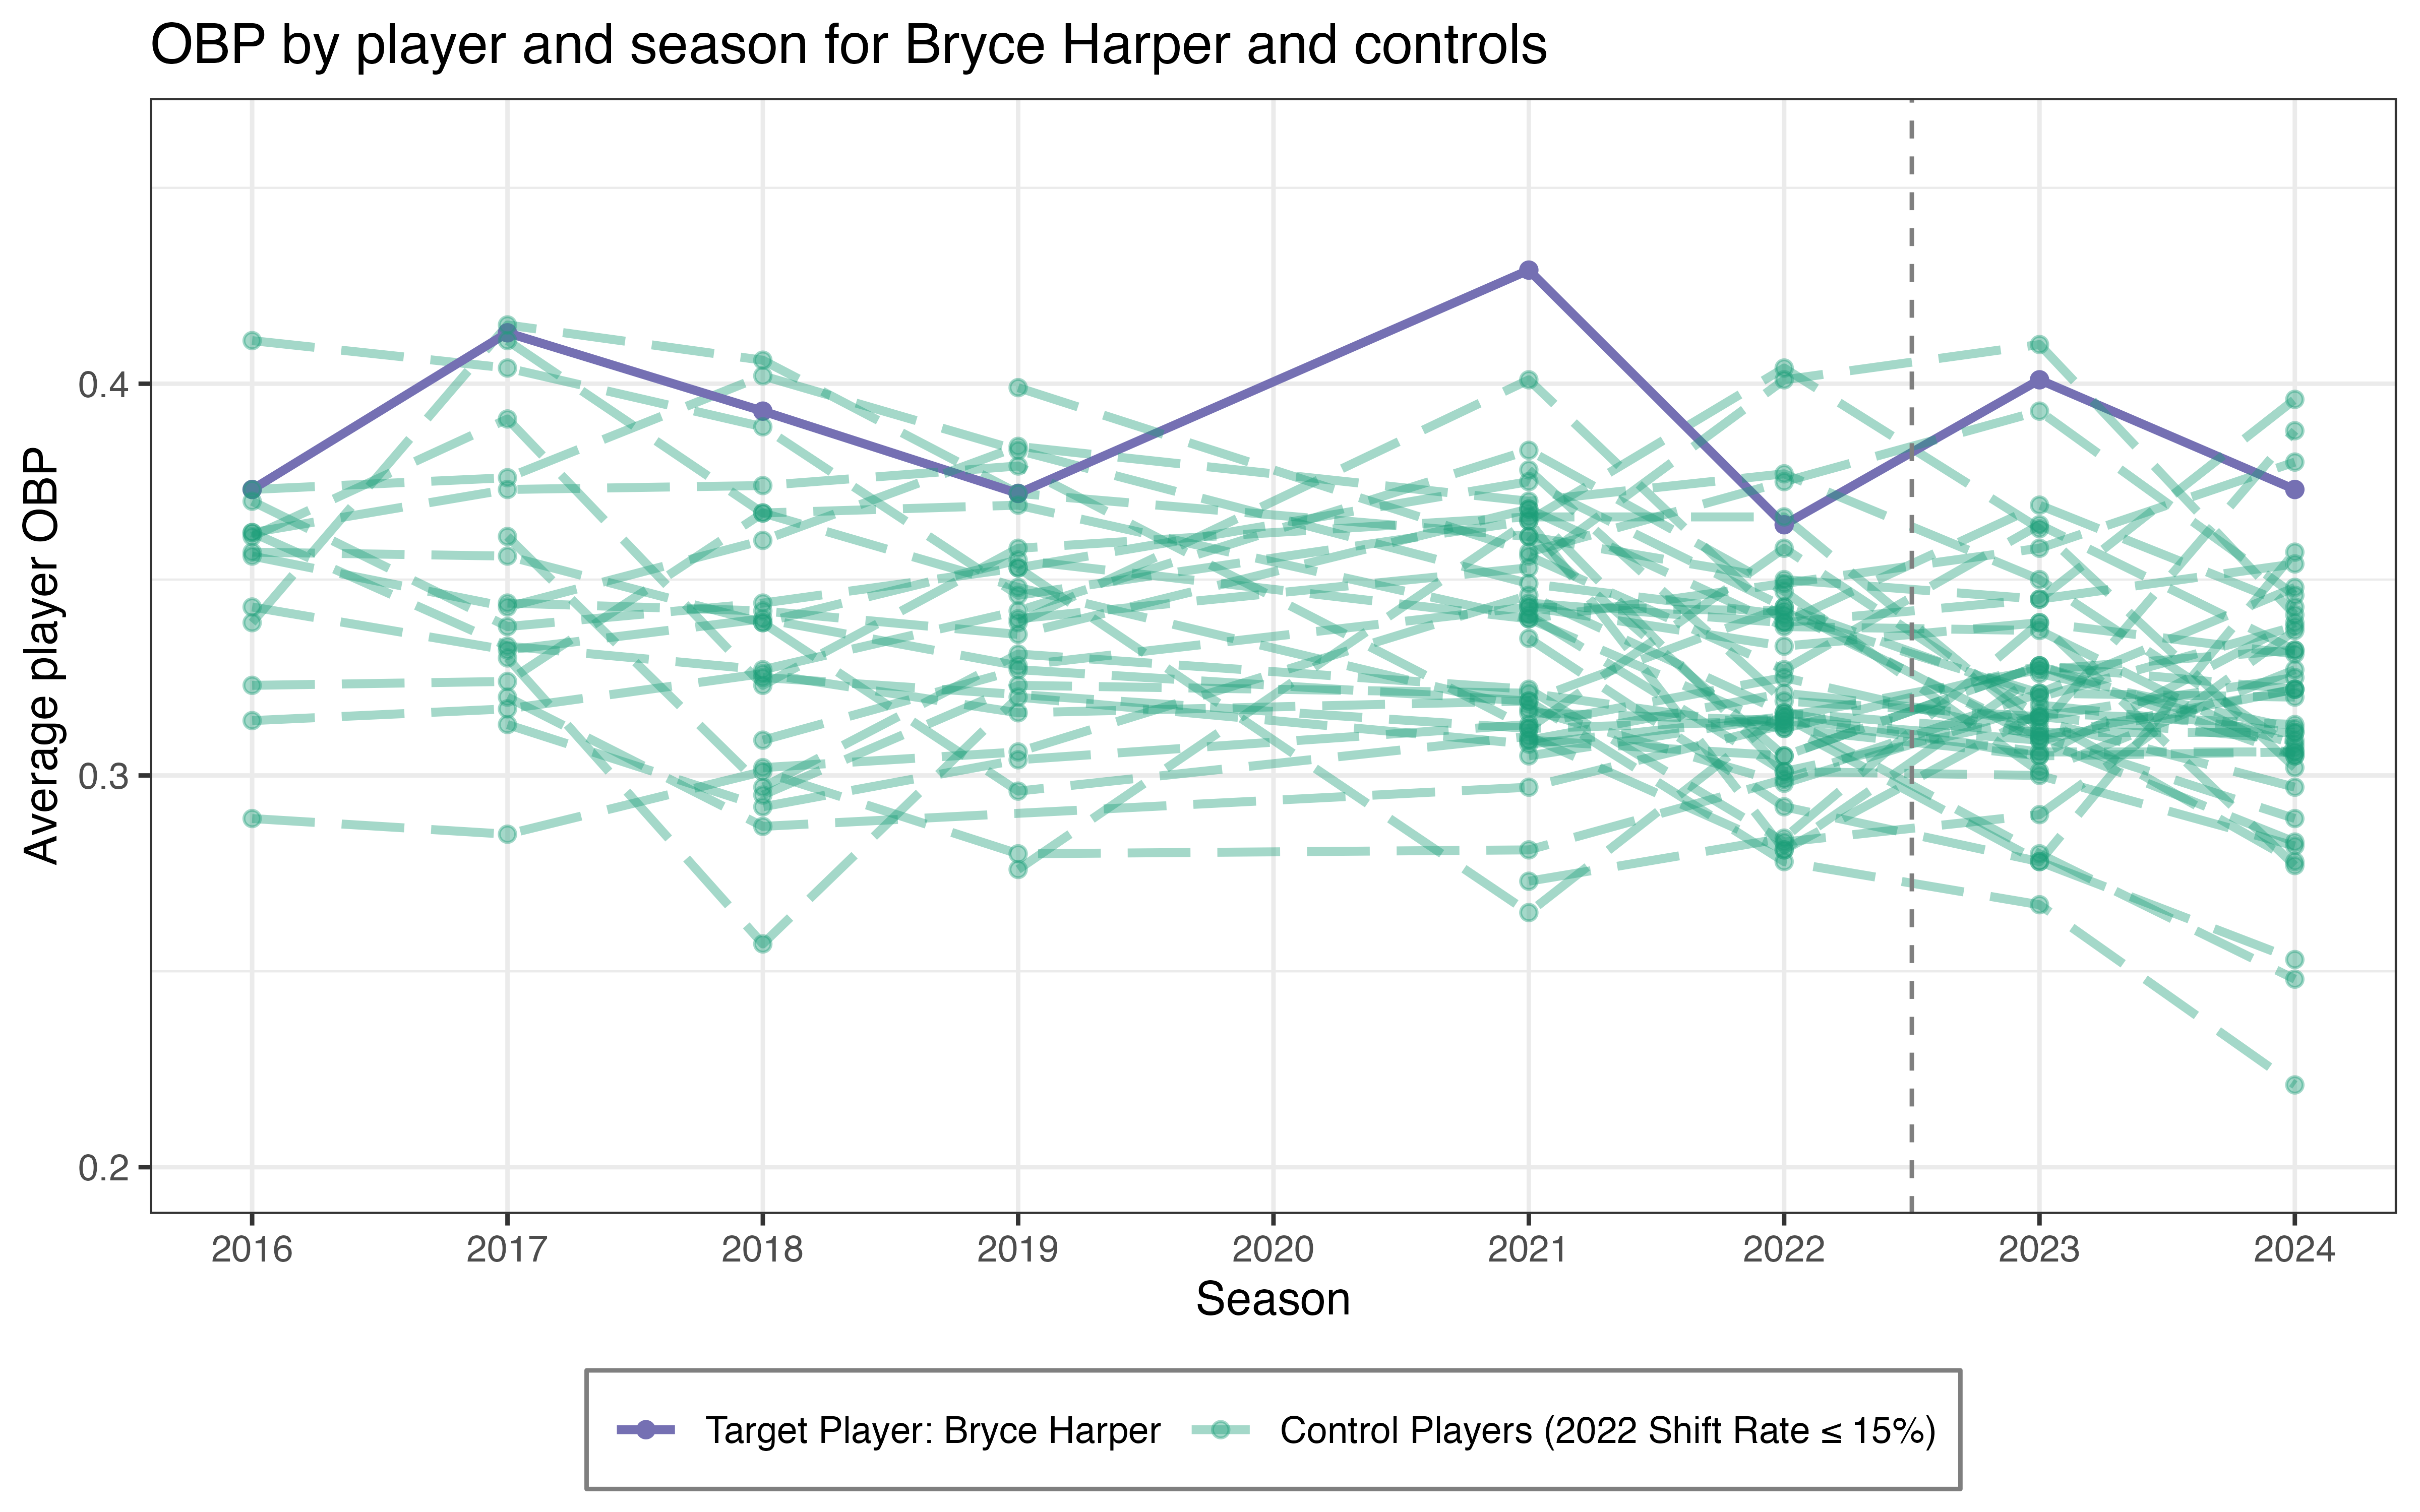 OBP by player and season for Bryce Harper and controls
Average player OBP
0.4
0.3
0.2
2016 2017 2018 2019 2020 2021 2022 2023 2024
Season
Target Player: Bryce Harper Control Players (2022 Shift Rate ≤ 15%)